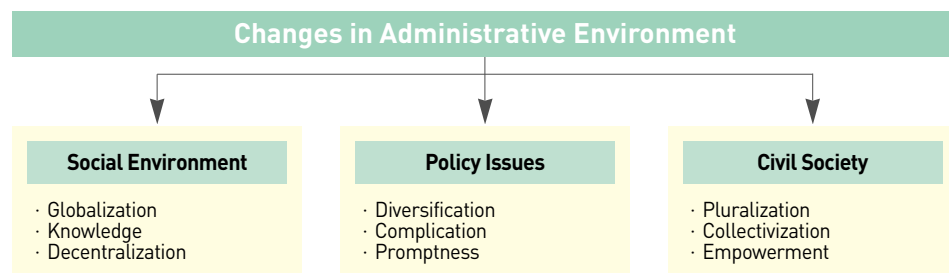 Changes in Administrative Environment
Social Environment
· Globalization
· Knowledge
· Decentralization
Policy Issues
· Diversification
· Complication
· Promptness
Civil Society
· Pluralization
· Collectivization
· Empowerment